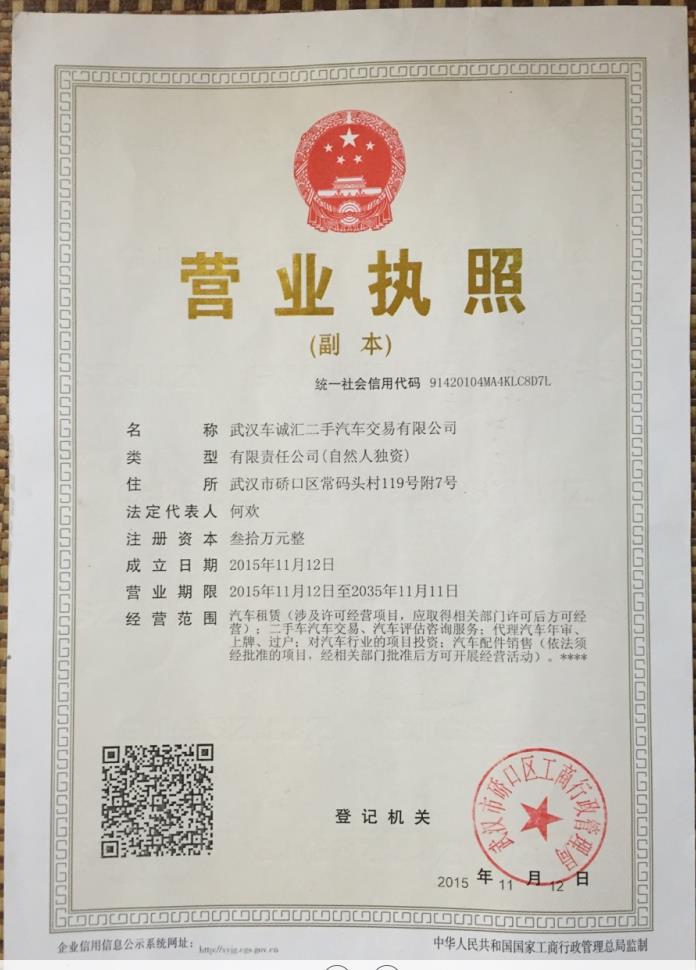 营业执照
(副 本)
统一社会信用代码 91420104MA4KLC8D7L
名 称 武汉车诚汇二手汽车交易有限公司
类 型 有限责任公司(自然人独资)
住 所 武汉市硚口区常码头村119号附7号
法定代表人 何欢
注册资本 叁拾万元整
成立日期 2015年11月12日
营业期限 2015年11月12日至2035年11月11日
经营范围 汽车租赁（涉及许可经营项目，应取得相关部门许可后方可经
营）；二手车汽车交易、汽车评估咨询服务；代理汽车年审、
上牌、过户；对汽车行业的项目投资；汽车配件销售（依法须
经批准的项目，经相关部门批准后方可开展经营活动）。****
武汉市硚口区工商行政管理局
登记机关
2015 年 11 月 12 日
企业信用信息公示系统网址：
中华人民共和国国家工商行政管理总局监制